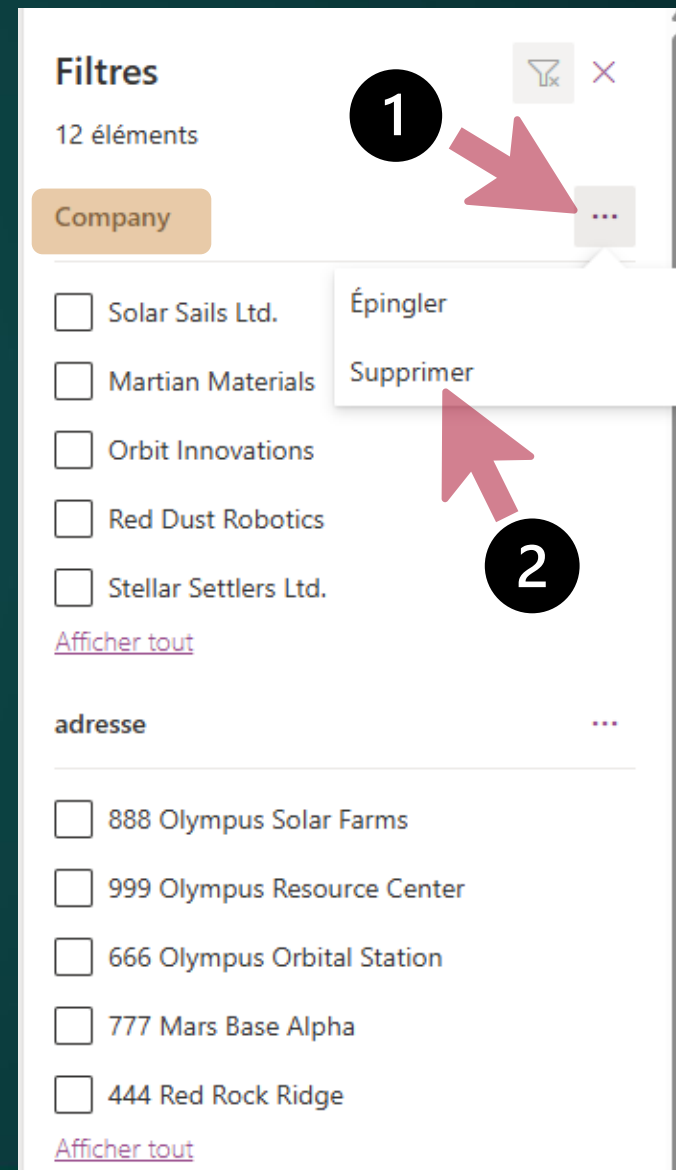 Filtres
12 éléments
1
Company
...
Solar Sails Ltd.
Épingler
Martian Materials
Supprimer
Orbit Innovations
Red Dust Robotics
Stellar Settlers Ltd.
2
Afficher tout
adresse
...
888 Olympus Solar Farms
999 Olympus Resource Center
666 Olympus Orbital Station
777 Mars Base Alpha
444 Red Rock Ridge
Afficher tout